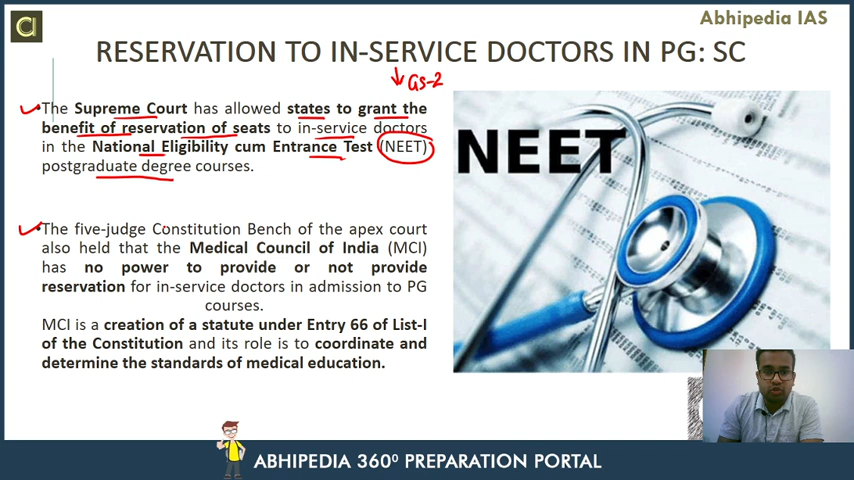 Abhipedia IAS
RESERVATION TO IN-SERVICE DOCTORS IN PG: SC
GS-2
The Supreme Court has allowed states to grant the
benefit of reservation of seats to in-service doctors
in the National Eligibility cum Entrance Test (NEET)
postgraduate degree courses.
NEET
The five-judge Constitution Bench of the apex court
also held that the Medical Council of India (MCI)
has no power to provide or not provide
reservation for in-service doctors in admission to PG
courses.
MCI is a creation of a statute under Entry 66 of List-I
of the Constitution and its role is to coordinate and
determine the standards of medical education.
ABHIPEDIA 360⁰ PREPARATION PORTAL